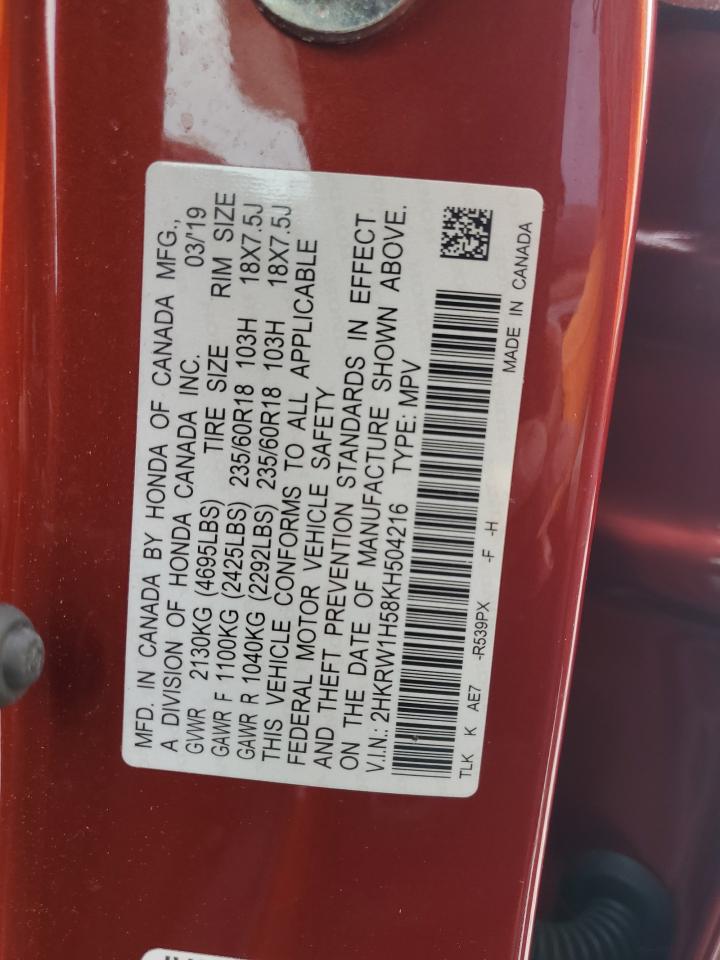 MFD. IN CANADA BY HONDA OF CANADA MFG.,
A DIVISION OF HONDA CANADA INC. 03/'19
GVWR 2130KG (4695LBS) TIRE SIZE RIM SIZE
GAWR F 1100KG (2425LBS) 235/60R18 103H 18X7.5J
GAWR R 1040KG (2292LBS) 235/60R18 103H 18X7.5J
THIS VEHICLE CONFORMS TO ALL APPLICABLE
FEDERAL MOTOR VEHICLE SAFETY
AND THEFT PREVENTION STANDARDS IN EFFECT
ON THE DATE OF MANUFACTURE SHOWN ABOVE.
V.I.N.: 2HKRW1H58KH504216 TYPE: MPV
TLK K AE7 -R539PX -F -H MADE IN CANADA